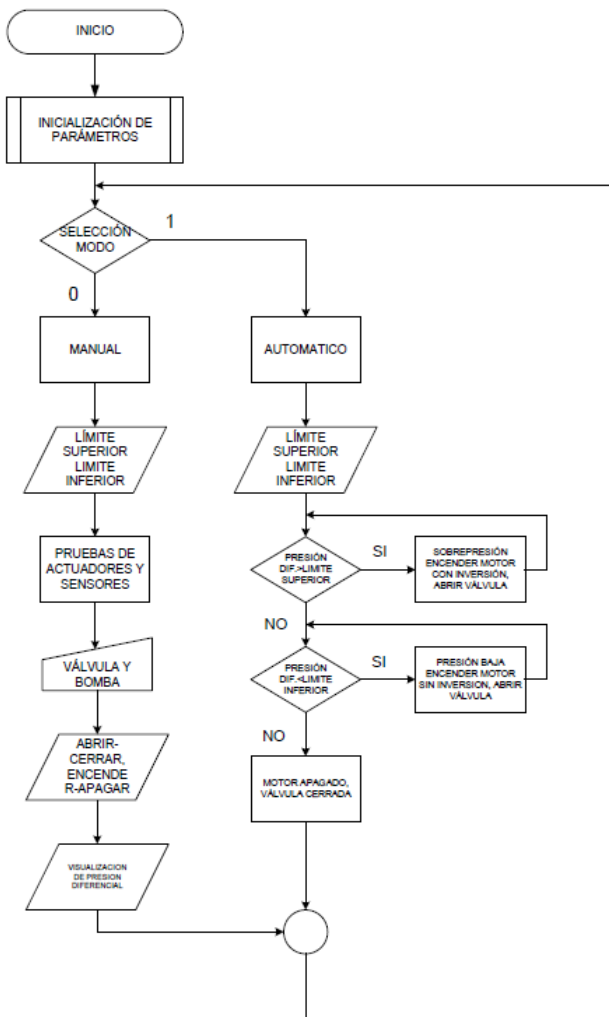 INICIO
INICIALIZACIÓN DE
PARÁMETROS
SELECCIÓN
MODO
1
0
MANUAL
AUTOMATICO
LÍMITE
SUPERIOR
LIMITE
INFERIOR
LÍMITE
SUPERIOR
LIMITE
INFERIOR
PRUEBAS DE
ACTUADORES Y
SENSORES
PRESIÓN
DIF.>LIMITE
SUPERIOR
SI
SOBREPRESIÓN
ENCENDER MOTOR
CON INVERSIÓN,
ABRIR VÁLVULA
NO
VÁLVULA Y
BOMBA
PRESIÓN
DIF.<LIMITE
INFERIOR
SI
PRESIÓN BAJA
ENCENDER MOTOR
SIN INVERSION, ABRIR
VÁLVULA
NO
ABRIR-
CERRAR,
ENCENDE
R-APAGAR
MOTOR APAGADO,
VÁLVULA CERRADA
VISUALIZACION
DE PRESION
DIFERENCIAL